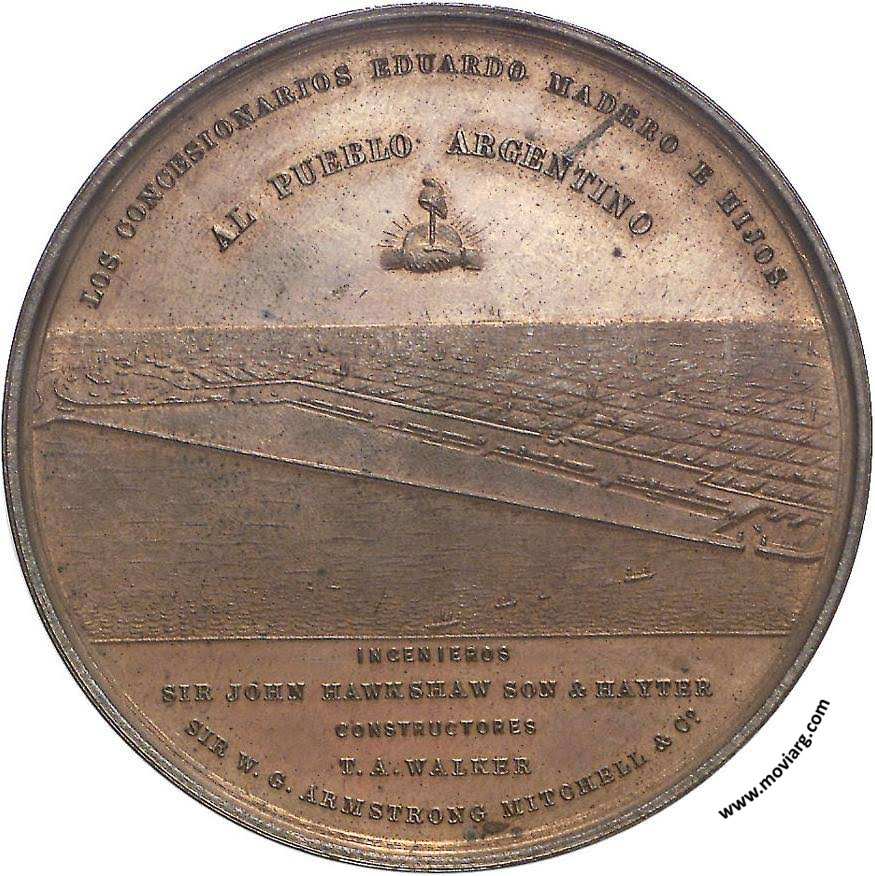 LOS CONCESIONARIOS EDUARDO MADERO E HIJOS
AL PUEBLO ARGENTINO
INGENIEROS
SIR JOHN HAWKSHAW SON & HAYTER
CONSTRUCTORES
T. A. WALKER
SIR W. G. ARMSTRONG MITCHELL & Cº
www.moviarg.com